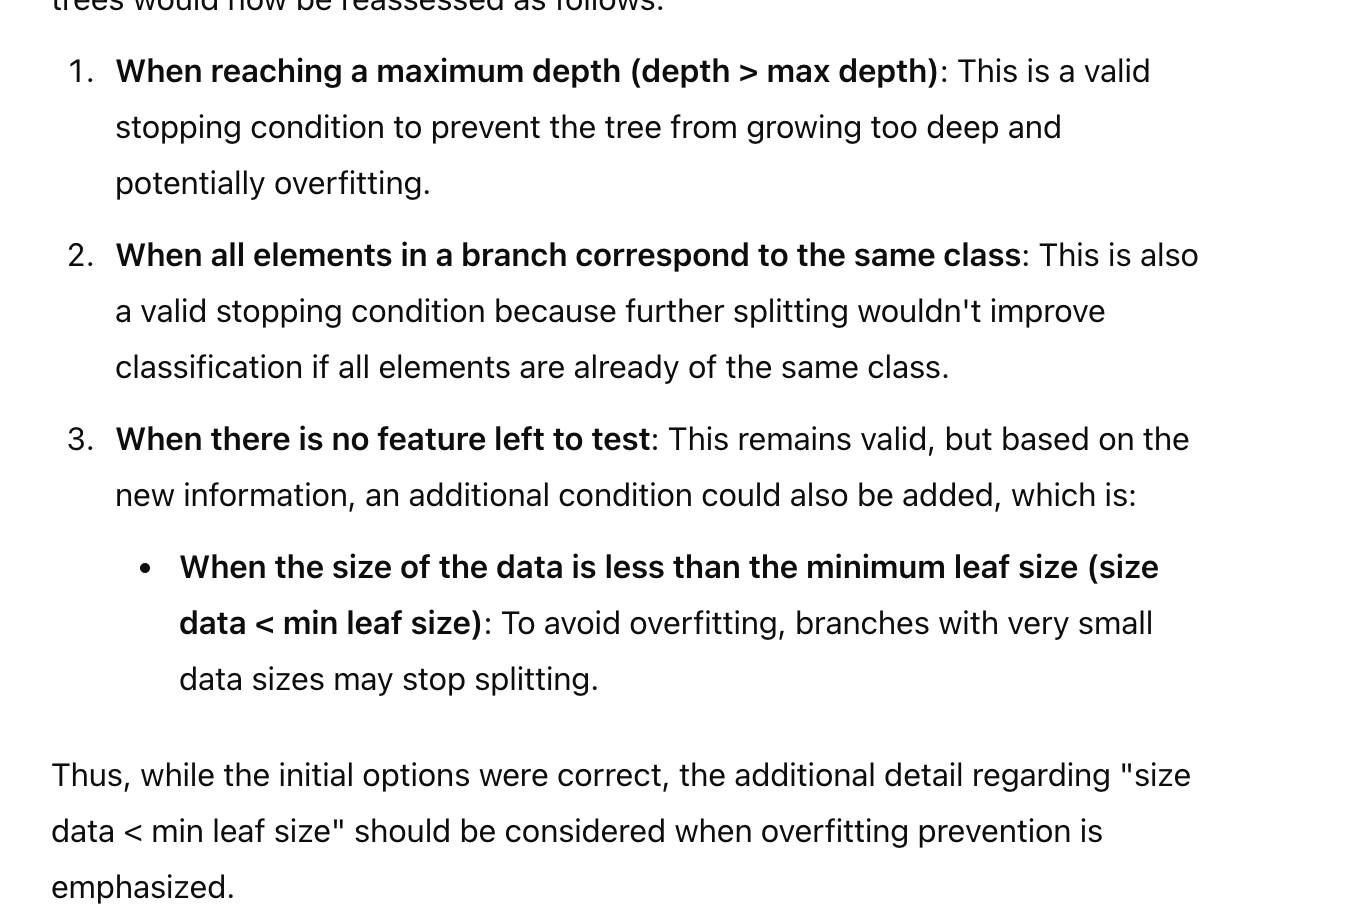 trees would now be reassessed as follows:
1. When reaching a maximum depth (depth > max depth): This is a valid
stopping condition to prevent the tree from growing too deep and
potentially overfitting.
2. When all elements in a branch correspond to the same class: This is also
a valid stopping condition because further splitting wouldn't improve
classification if all elements are already of the same class.
3. When there is no feature left to test: This remains valid, but based on the
new information, an additional condition could also be added, which is:
• When the size of the data is less than the minimum leaf size (size
data < min leaf size): To avoid overfitting, branches with very small
data sizes may stop splitting.
Thus, while the initial options were correct, the additional detail regarding "size
data < min leaf size" should be considered when overfitting prevention is
emphasized.